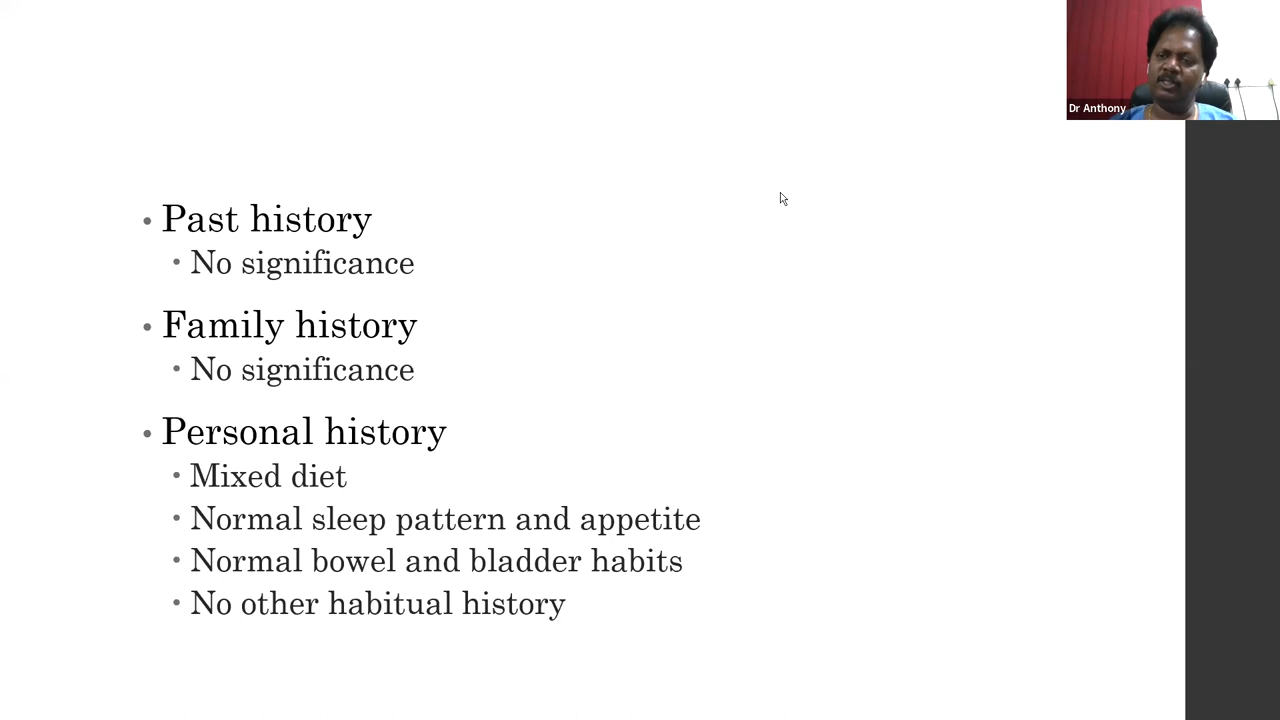 Dr Anthony
• Past history
• No significance
• Family history
• No significance
• Personal history
• Mixed diet
• Normal sleep pattern and appetite
• Normal bowel and bladder habits
• No other habitual history